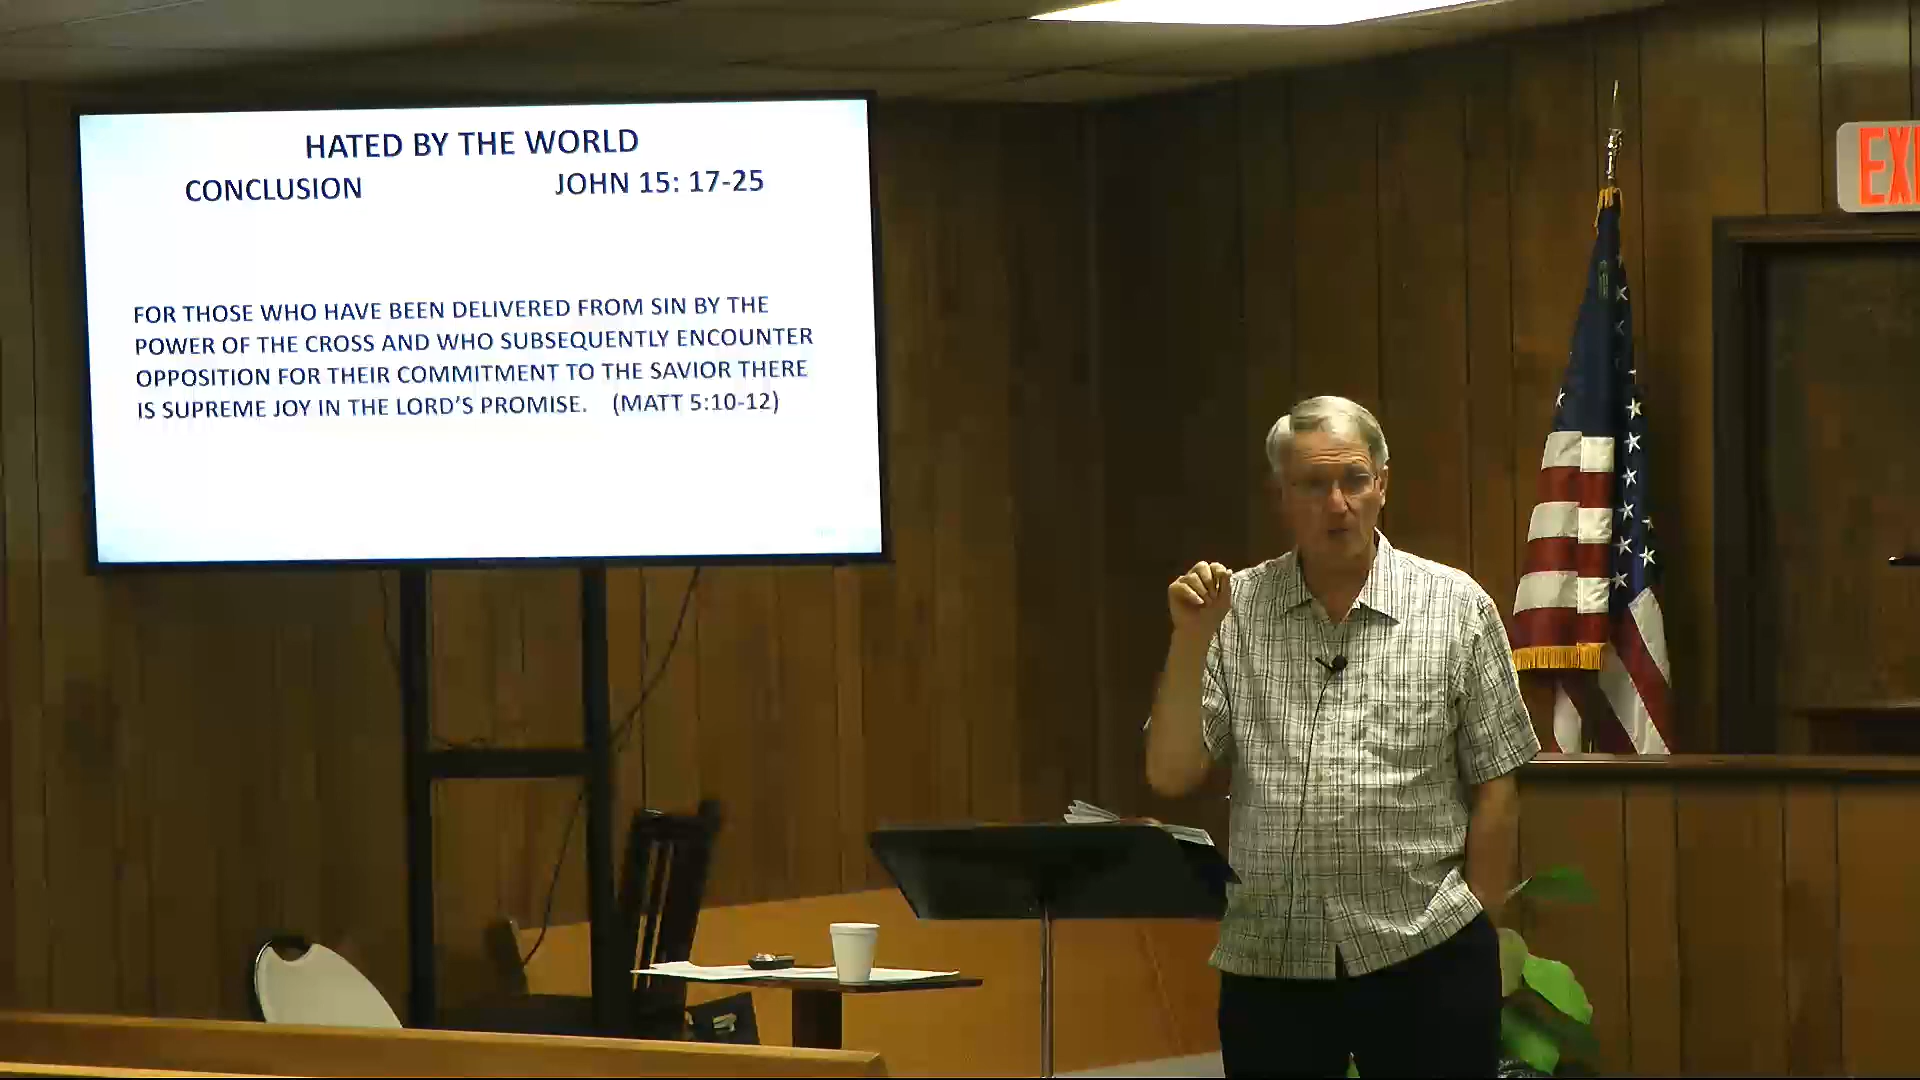 HATED BY THE WORLD
CONCLUSION JOHN 15: 17-25
FOR THOSE WHO HAVE BEEN DELIVERED FROM SIN BY THE
POWER OF THE CROSS AND WHO SUBSEQUENTLY ENCOUNTER
OPPOSITION FOR THEIR COMMITMENT TO THE SAVIOR THERE
IS SUPREME JOY IN THE LORD'S PROMISE. (MATT 5:10-12)
EXI